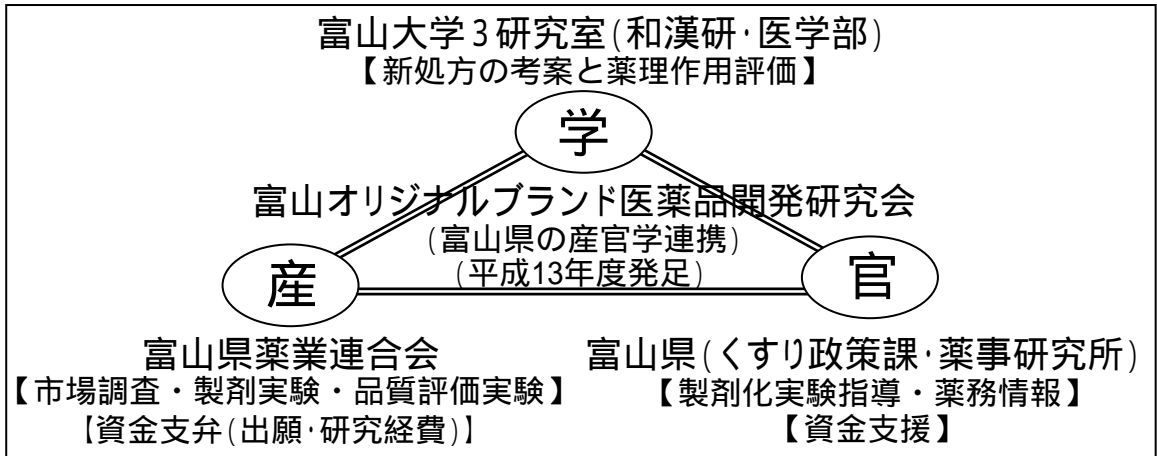 富山大学3研究室(和漢研･医学部)
【新処方の考案と薬理作用評価】
学
富山オリジナルブランド医薬品開発研究会
(富山県の産官学連携)
(平成13年度発足)
産
官
富山県薬業連合会
【市場調査・製剤実験・品質評価実験】
【資金支弁(出願･研究経費)】
富山県(くすり政策課･薬事研究所)
【製剤化実験指導・薬務情報】
【資金支援】